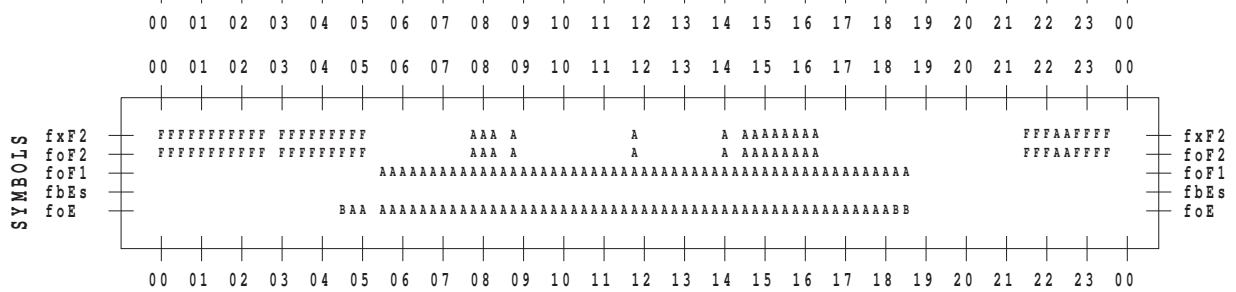 00 01 02 03 04 05 06 07 08 09 10 11 12 13 14 15 16 17 18 19 20 21 22 23 00
00 01 02 03 04 05 06 07 08 09 10 11 12 13 14 15 16 17 18 19 20 21 22 23 00
SYMBOLS
fxF2 FFFFFFFFFFF FFFFFFFFF AAA A A A AAAAAAAA FFFAAFFFF fxF2
foF2 FFFFFFFFFFF FFFFFFFFF AAA A A A AAAAAAAA FFFAAFFFF foF2
foF1 AAAAAAAAAAAAAAAAAAAAAAAAAAAAAAAAAAAAAAAAAAAAAAAAAAAAA foF1
fbEs fbEs
foE BAA AAAAAAAAAAAAAAAAAAAAAAAAAAAAAAAAAAAAAAAAAAAAAAAAAAABB foE
00 01 02 03 04 05 06 07 08 09 10 11 12 13 14 15 16 17 18 19 20 21 22 23 00